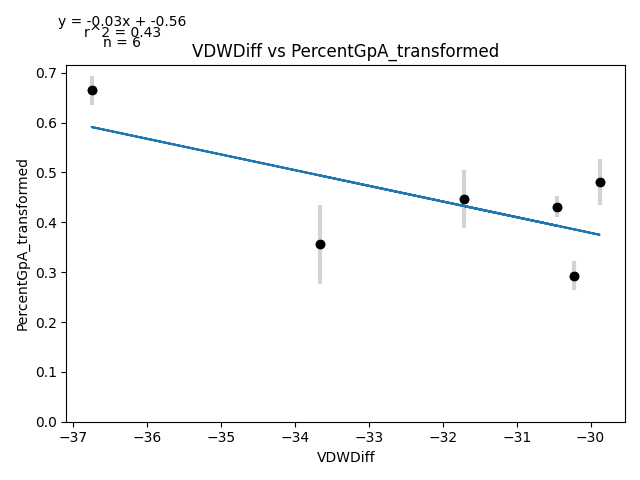 y = -0.03x + -0.56
r^2 = 0.43
n = 6
VDWDiff vs PercentGpA_transformed
PercentGpA_transformed
0.7
0.6
0.5
0.4
0.3
0.2
0.1
0.0
−37 −36 −35 −34 −33 −32 −31 −30
VDWDiff